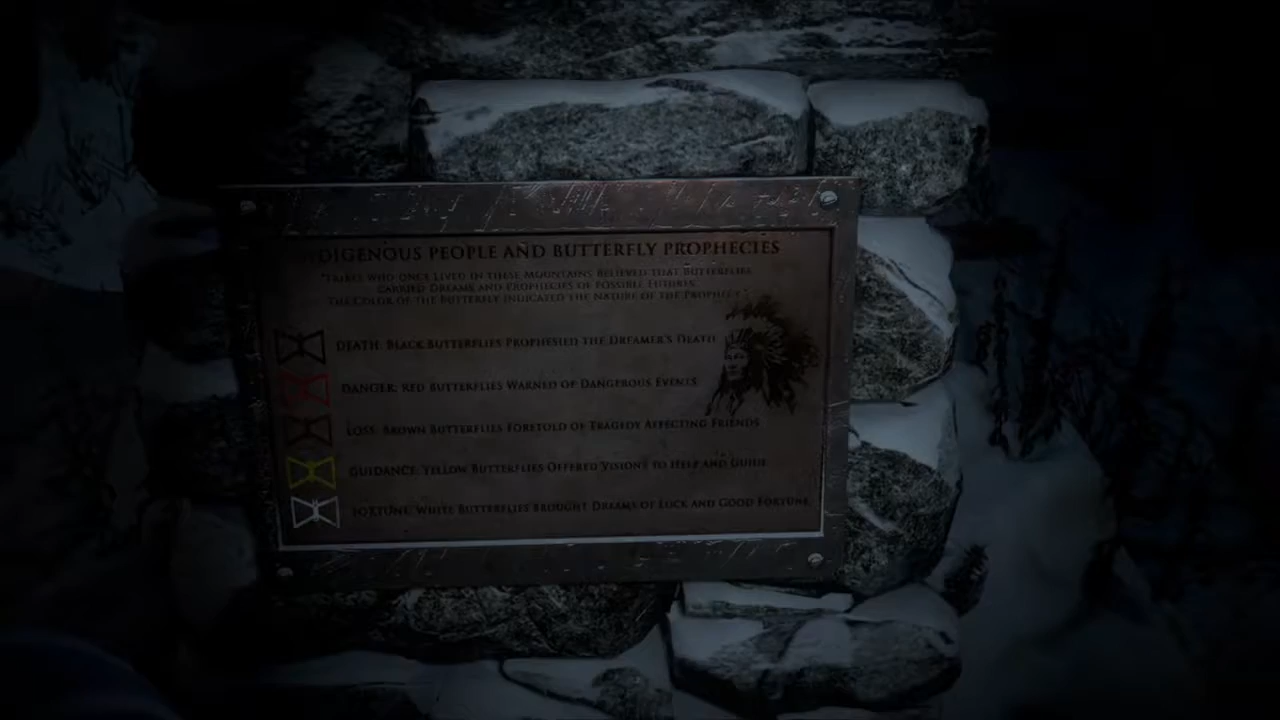 DIGENOUS PEOPLE AND BUTTERFLY PROPHECIES
"TRIBES WHO ONCE LIVED IN THESE MOUNTAINS BELIEVED THAT BUTTERFLIES
CARRIED DREAMS AND PROPHECIES OF POSSIBLE FUTURES.
THE COLOR OF THE BUTTERFLY INDICATED THE NATURE OF THE PROPHECY."
DEATH: BLACK BUTTERFLIES PROPHESIED THE DREAMER'S DEATH
DANGER: RED BUTTERFLIES WARNED OF DANGEROUS EVENTS
LOSS: BROWN BUTTERFLIES FORETOLD OF TRAGEDY AFFECTING FRIENDS
GUIDANCE: YELLOW BUTTERFLIES OFFERED VISIONS TO HELP AND GUIDE
FORTUNE: WHITE BUTTERFLIES BROUGHT DREAMS OF LUCK AND GOOD FORTUNE